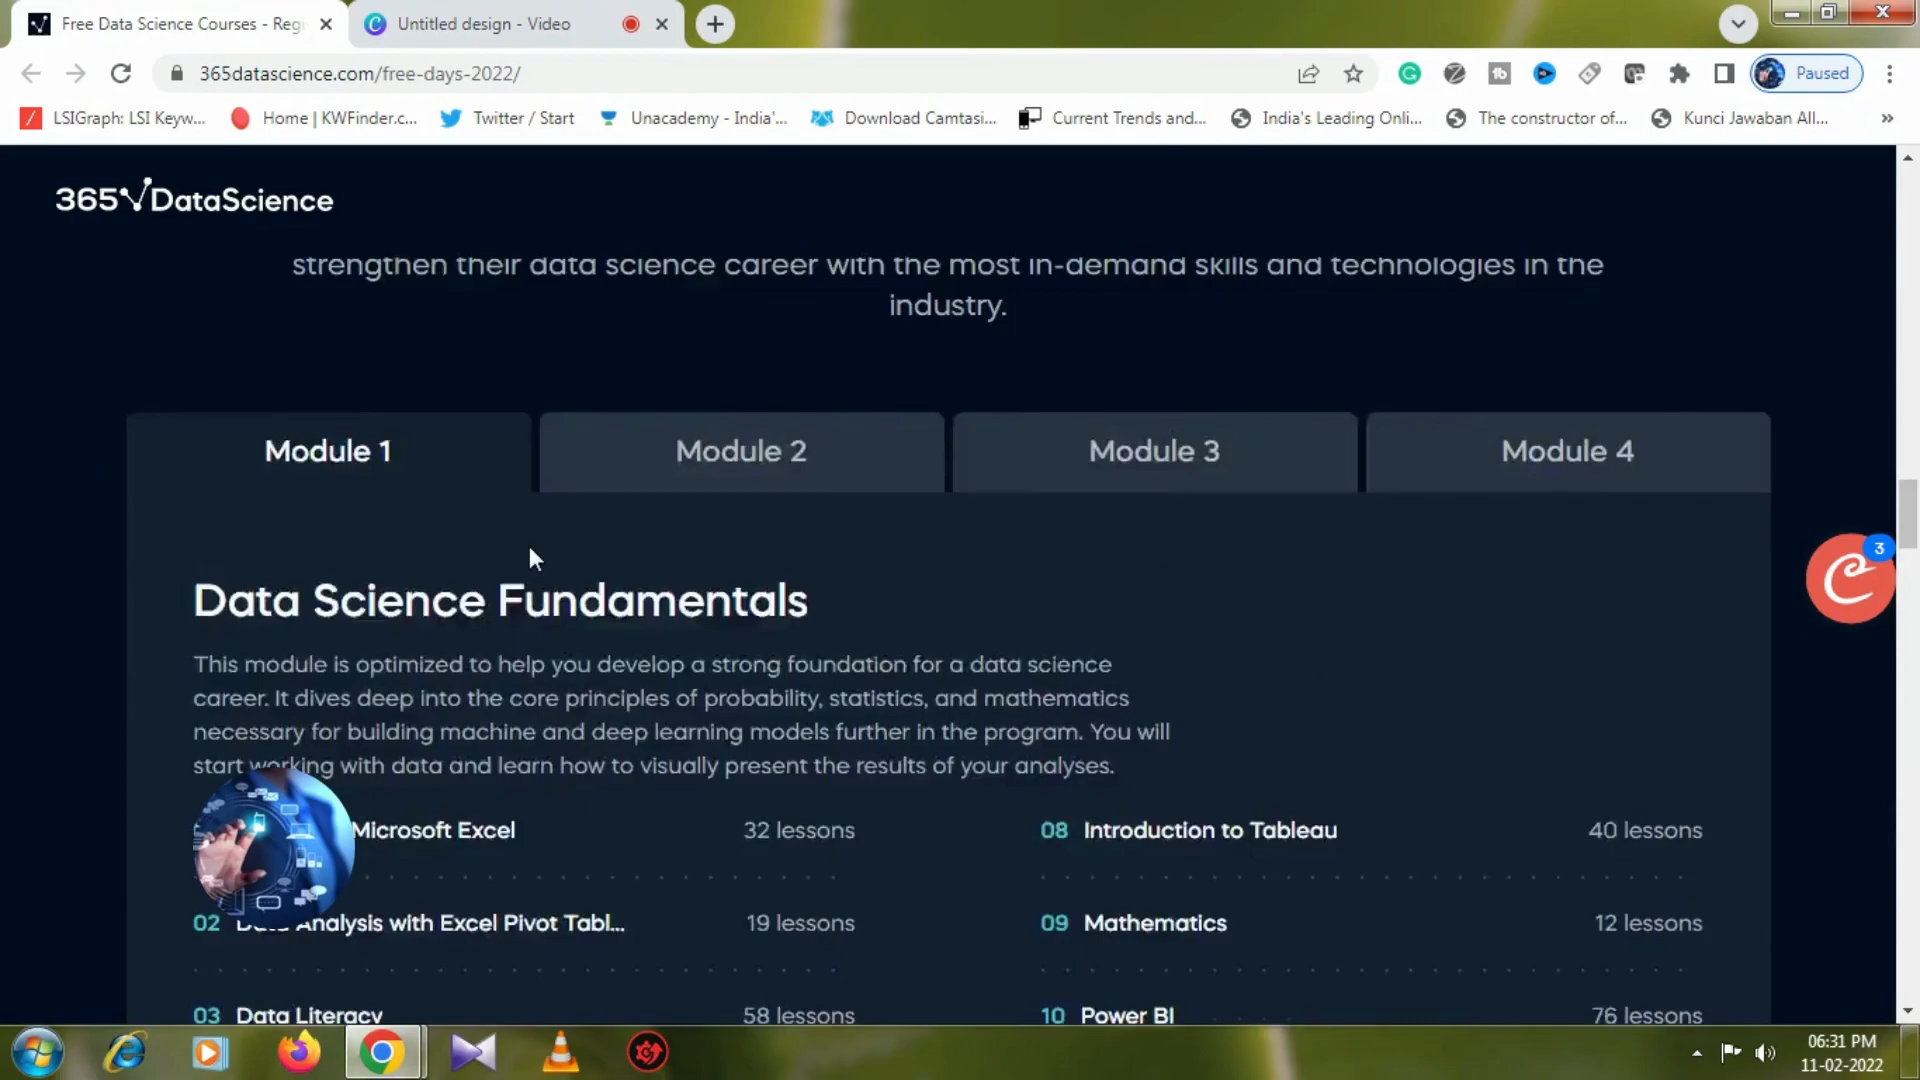 Free Data Science Courses - Reg
Untitled design - Video
365datascience.com/free-days-2022/
Paused
LSIGraph: LSI Keyw...
Home | KWFinder.c...
Twitter / Start
Unacademy - India'...
Download Camtasi...
Current Trends and...
India's Leading Onli...
The constructor of...
Kunci Jawaban All...
»
365 DataScience
strengthen their data science career with the most in-demand skills and technologies in the
industry.
Module 1
Module 2
Module 3
Module 4
3
Data Science Fundamentals
This module is optimized to help you develop a strong foundation for a data science
career. It dives deep into the core principles of probability, statistics, and mathematics
necessary for building machine and deep learning models further in the program. You will
start working with data and learn how to visually present the results of your analyses.
Microsoft Excel 32 lessons
08 Introduction to Tableau 40 lessons
02 Data Analysis with Excel Pivot Tabl... 19 lessons
09 Mathematics 12 lessons
03 Data Literacy 58 lessons
10 Power BI 76 lessons
06:31 PM
11-02-2022